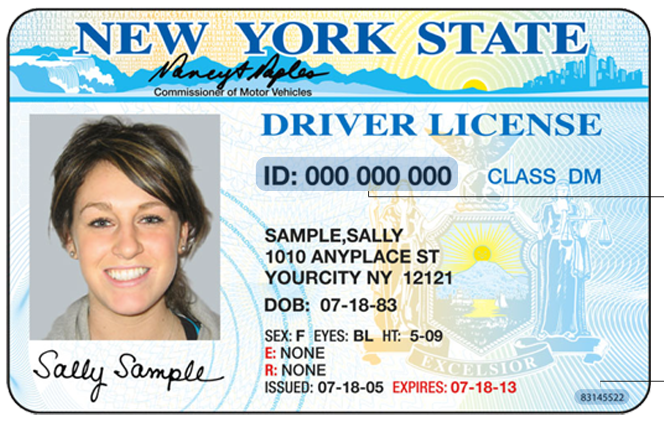 NEW YORK STATE
Nancy A Naples
Commissioner of Motor Vehicles
DRIVER LICENSE
ID: 000 000 000
CLASS DM
SAMPLE,SALLY
1010 ANYPLACE ST
YOURCITY NY 12121
DOB: 07-18-83
SEX: F EYES: BL HT: 5-09
E: NONE
R: NONE
ISSUED: 07-18-05 EXPIRES: 07-18-13
Sally Sample
EXCELSIOR
83145522